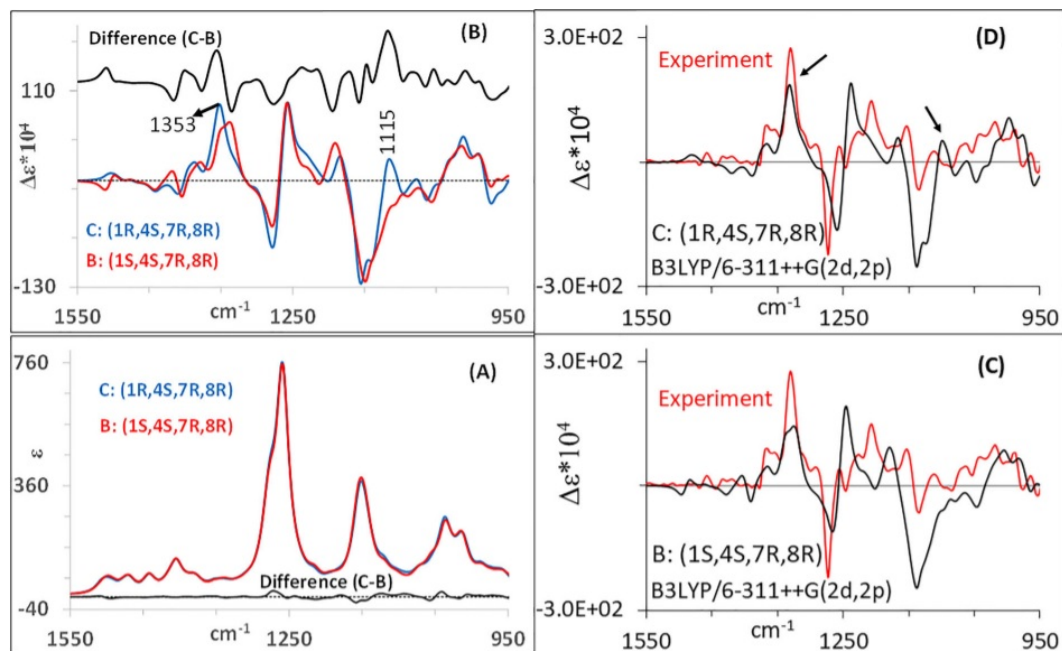 (B)
Difference (C-B)
110
1353
1115
Δε*10⁴
C: (1R,4S,7R,8R)
B: (1S,4S,7R,8R)
-130
1550
cm⁻¹
1250
950
(D)
3.0E+02
Experiment
Δε*10⁴
C: (1R,4S,7R,8R)
B3LYP/6-311++G(2d,2p)
-3.0E+02
cm⁻¹
1550
1250
950
(A)
760
C: (1R,4S,7R,8R)
B: (1S,4S,7R,8R)
ε
360
Difference (C-B)
-40
1550
cm⁻¹
1250
950
(C)
3.0E+02
Experiment
Δε*10⁴
B: (1S,4S,7R,8R)
B3LYP/6-311++G(2d,2p)
-3.0E+02
cm⁻¹
1550
1250
950